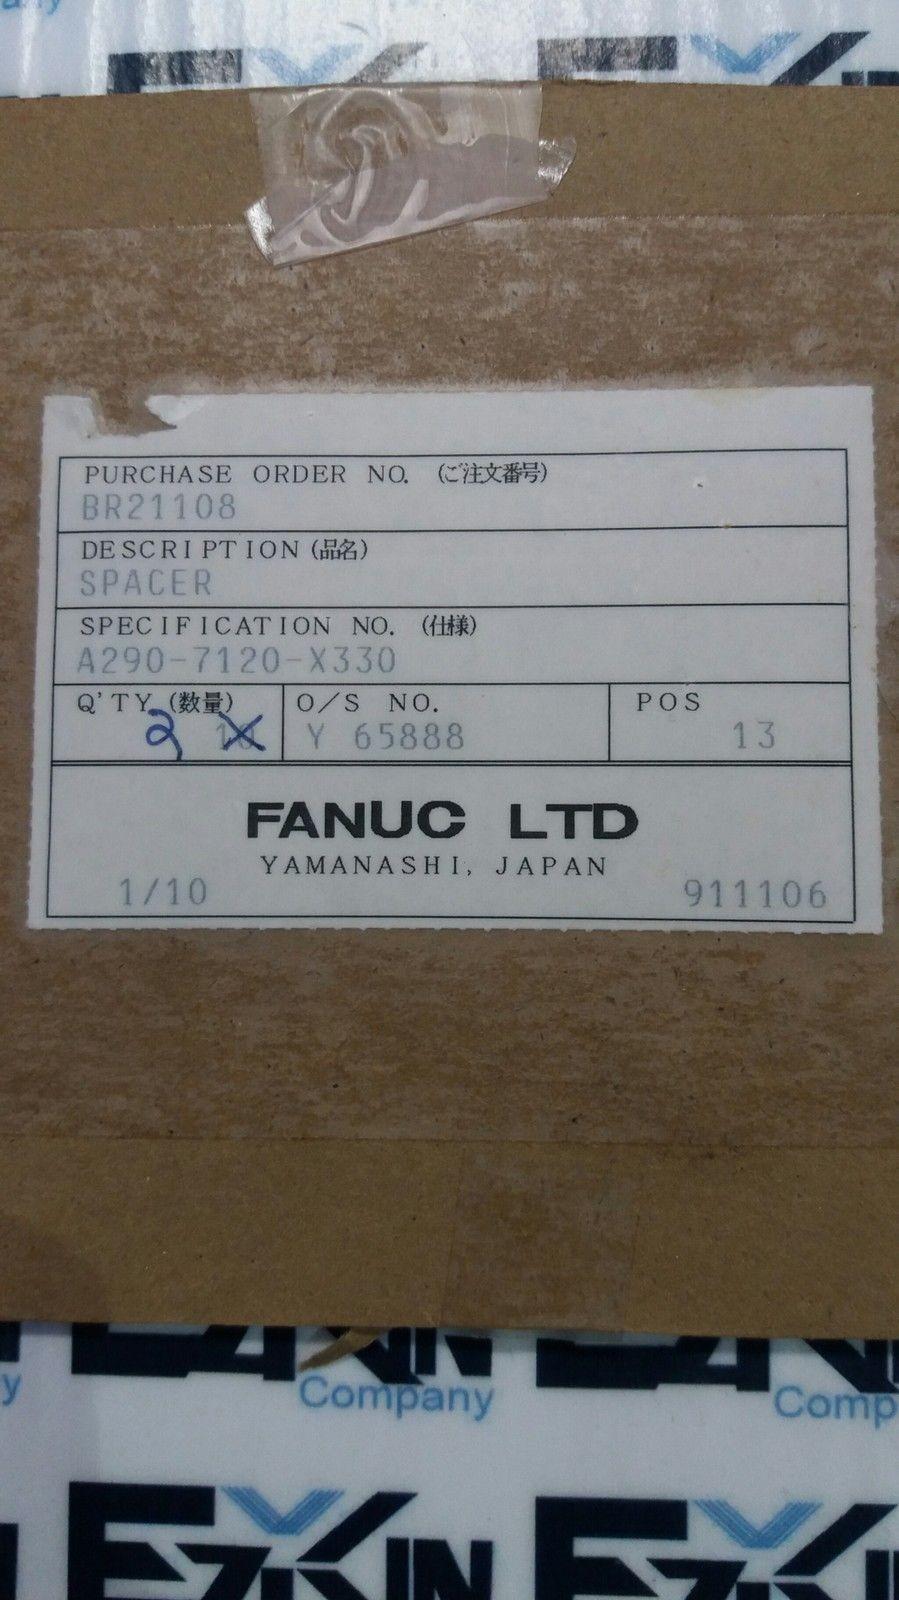 PURCHASE ORDER NO. (ご注文番号)
BR21108
DESCRIPTION (品名)
SPACER
SPECIFICATION NO. (仕様)
A290-7120-X330
Q'TY (数量) O/S NO. POS
2 10 Y 65888 13
FANUC LTD
YAMANASHI, JAPAN
1/10 911106
Company